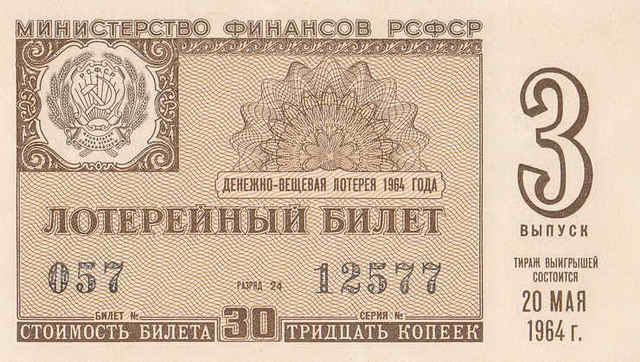 МИНИСТЕРСТВО ФИНАНСОВ РСФСР
РСФСР
ДЕНЕЖНО-ВЕЩЕВАЯ ЛОТЕРЕЯ 1964 ГОДА
ЛОТЕРЕЙНЫЙ БИЛЕТ
057 РАЗРЯД 24 12577
БИЛЕТ № СЕРИЯ №
СТОИМОСТЬ БИЛЕТА 30 ТРИДЦАТЬ КОПЕЕК
3
ВЫПУСК
ТИРАЖ ВЫИГРЫШЕЙ
СОСТОИТСЯ
20 МАЯ
1964 г.